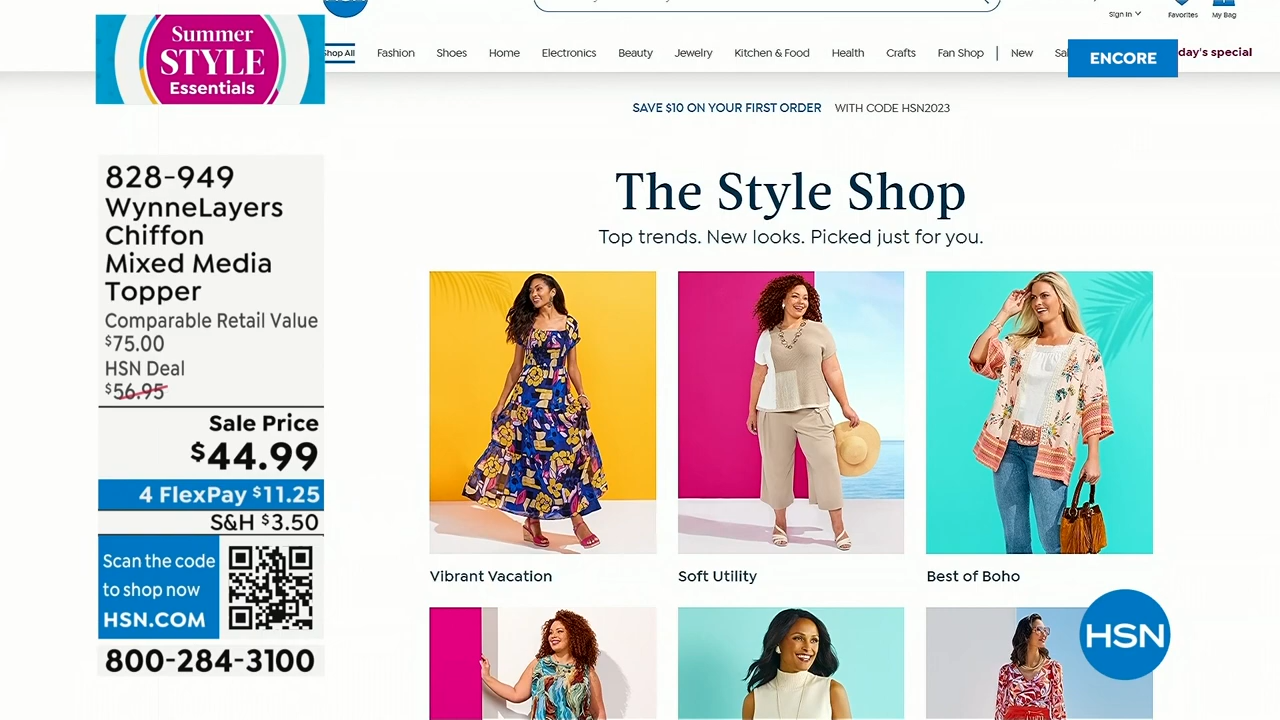 Summer
STYLE
Essentials
Sign In
Favorites
My Bag
Shop All
Fashion
Shoes
Home
Electronics
Beauty
Jewelry
Kitchen & Food
Health
Crafts
Fan Shop
New
ENCORE
day's special
SAVE $10 ON YOUR FIRST ORDER WITH CODE HSN2023
828-949
WynneLayers
Chiffon
Mixed Media
Topper
Comparable Retail Value
$75.00
HSN Deal
$56.95
Sale Price
$44.99
4 FlexPay $11.25
S&H $3.50
Scan the code
to shop now
HSN.COM
800-284-3100
The Style Shop
Top trends. New looks. Picked just for you.
Vibrant Vacation
Soft Utility
Best of Boho
HSN